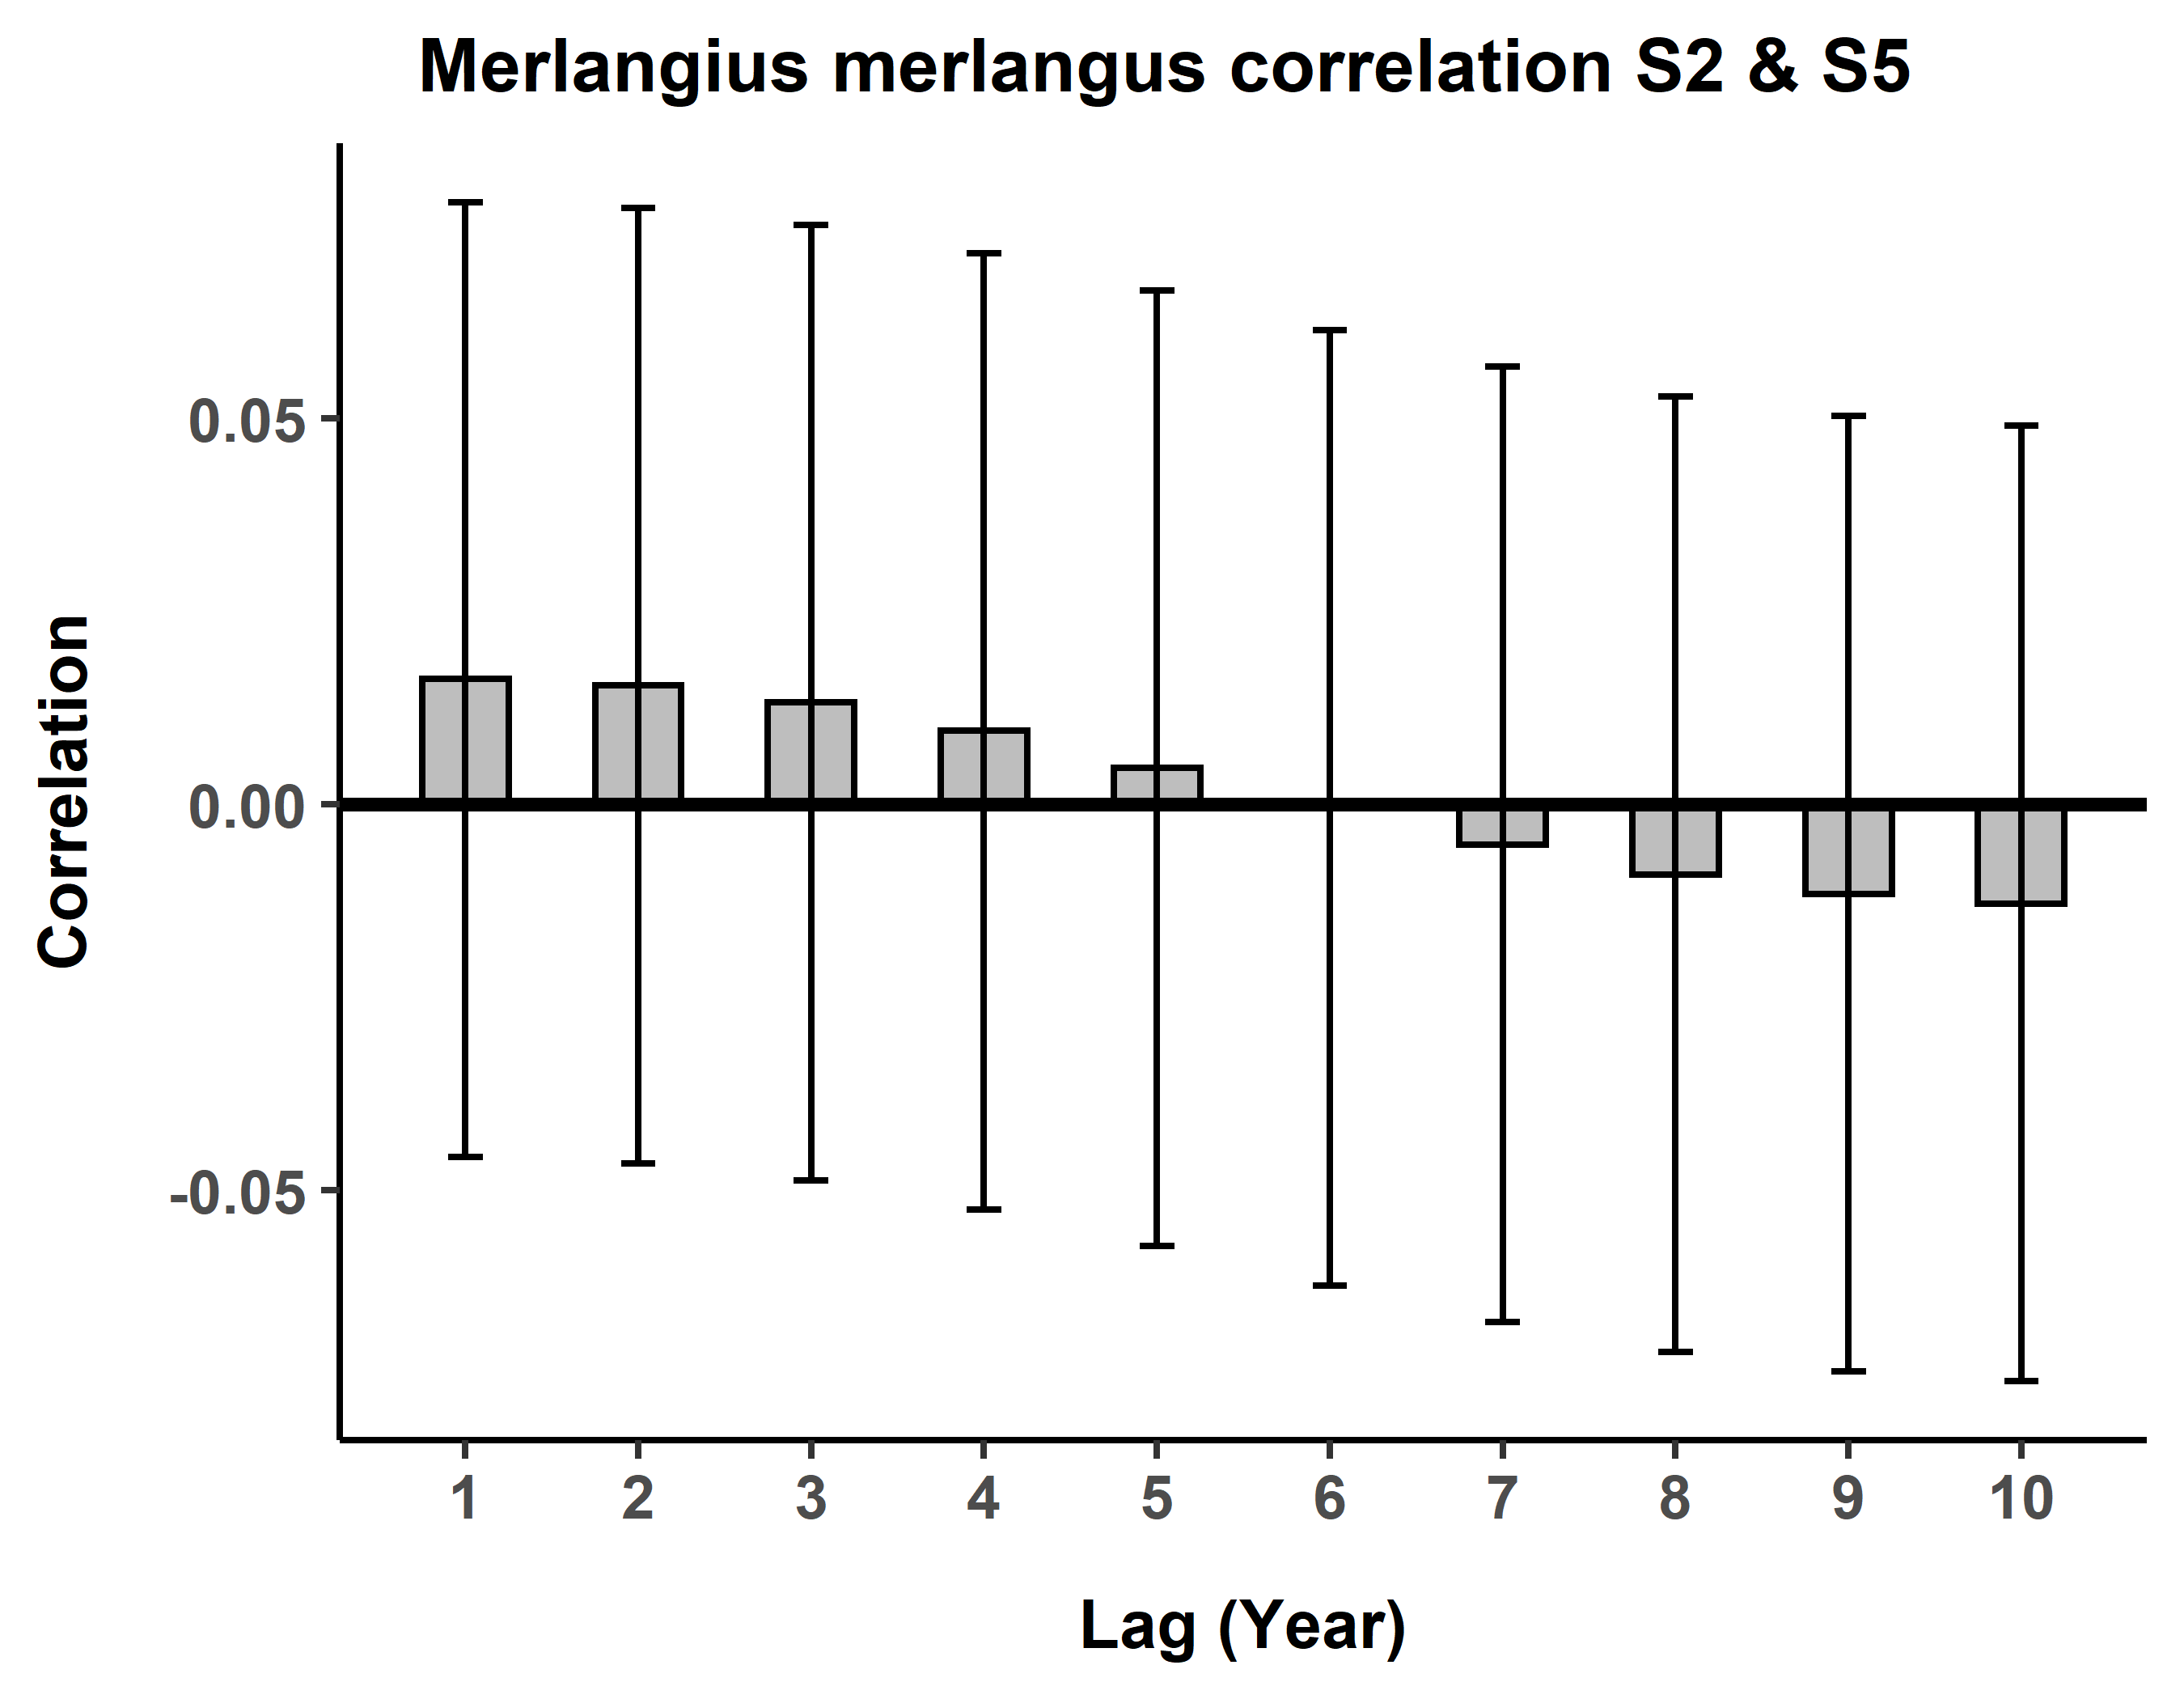 Merlangius merlangus correlation S2 & S5
Correlation
0.05
0.00
-0.05
1 2 3 4 5 6 7 8 9 10
Lag (Year)